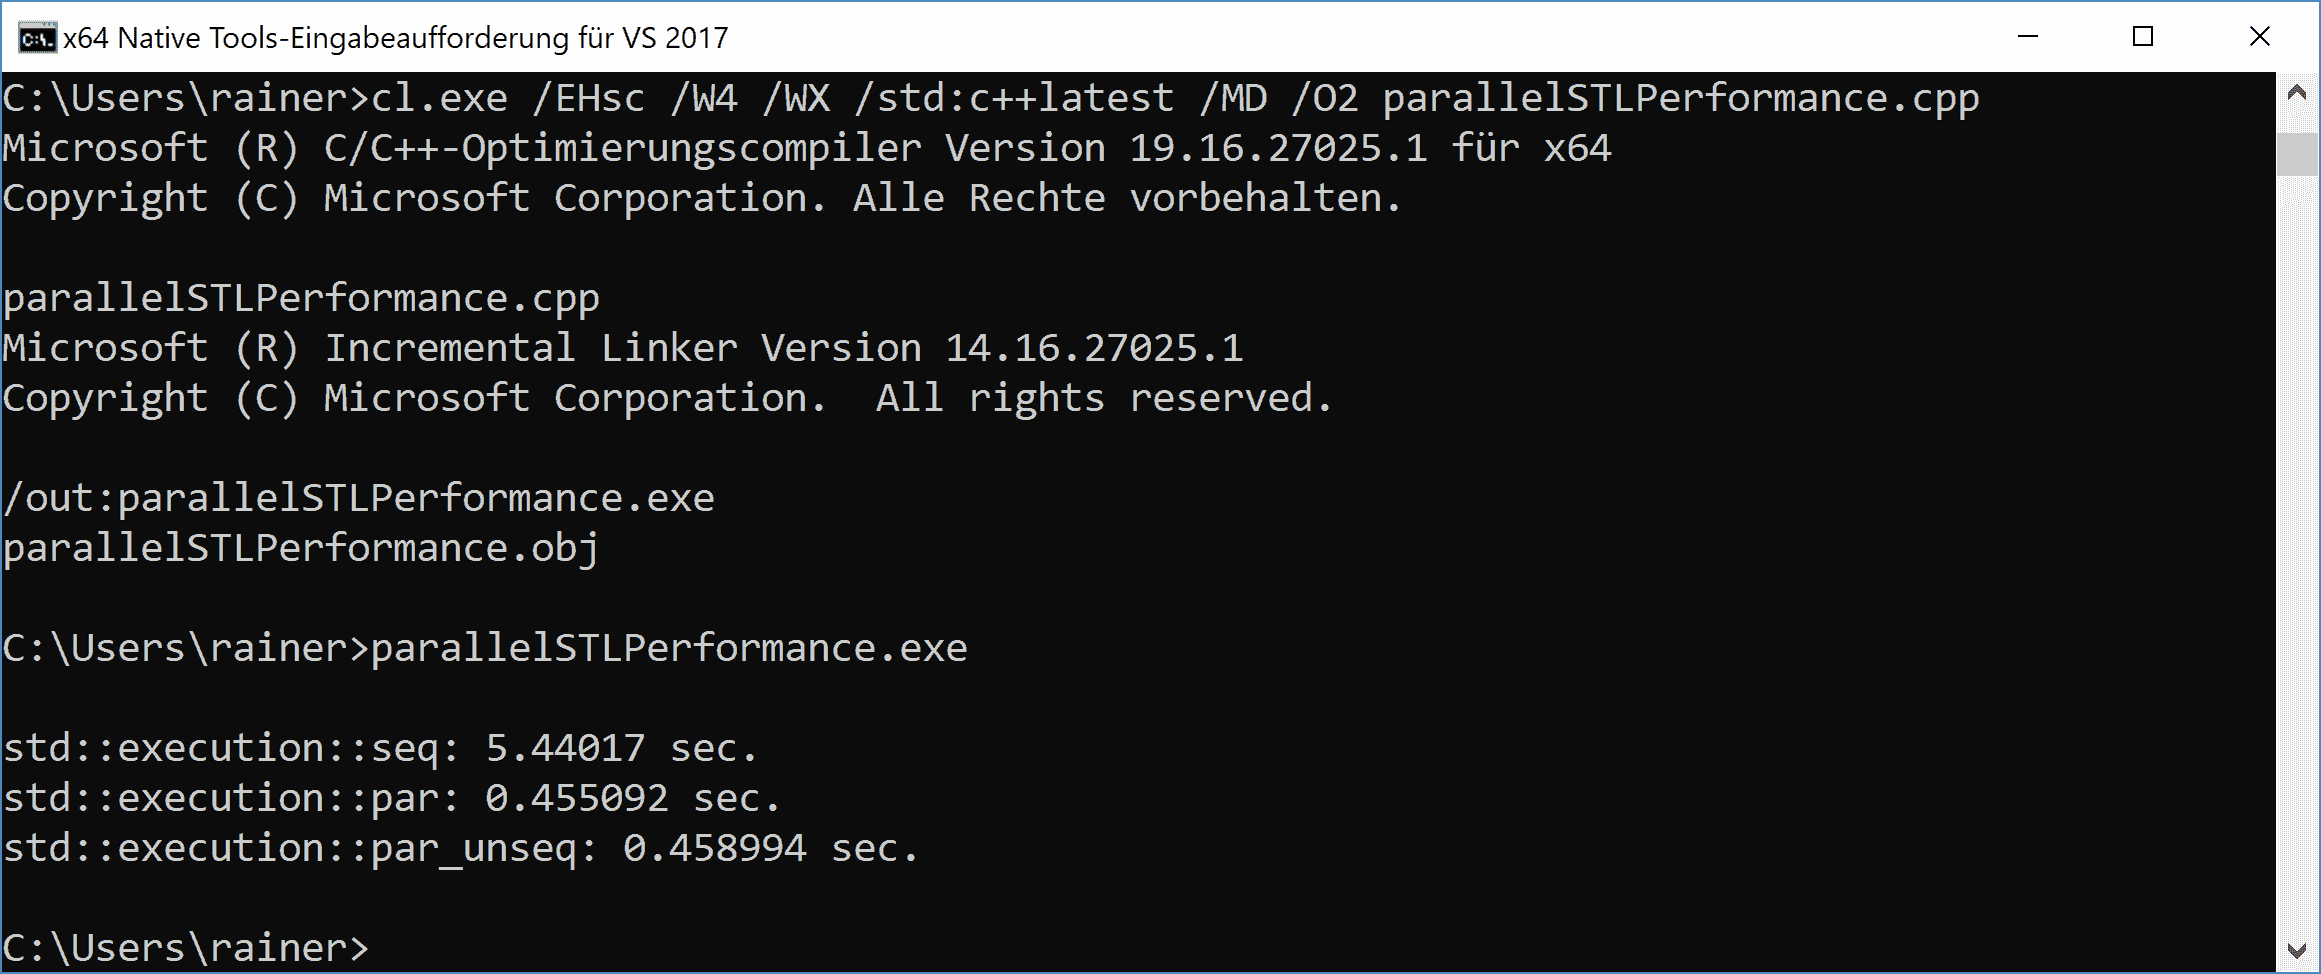 x64 Native Tools-Eingabeaufforderung für VS 2017
C:\Users\rainer>cl.exe /EHsc /W4 /WX /std:c++latest /MD /O2 parallelSTLPerformance.cpp
Microsoft (R) C/C++-Optimierungscompiler Version 19.16.27025.1 für x64
Copyright (C) Microsoft Corporation. Alle Rechte vorbehalten.
parallelSTLPerformance.cpp
Microsoft (R) Incremental Linker Version 14.16.27025.1
Copyright (C) Microsoft Corporation.  All rights reserved.
/out:parallelSTLPerformance.exe
parallelSTLPerformance.obj
C:\Users\rainer>parallelSTLPerformance.exe
std::execution::seq: 5.44017 sec.
std::execution::par: 0.455092 sec.
std::execution::par_unseq: 0.458994 sec.
C:\Users\rainer>